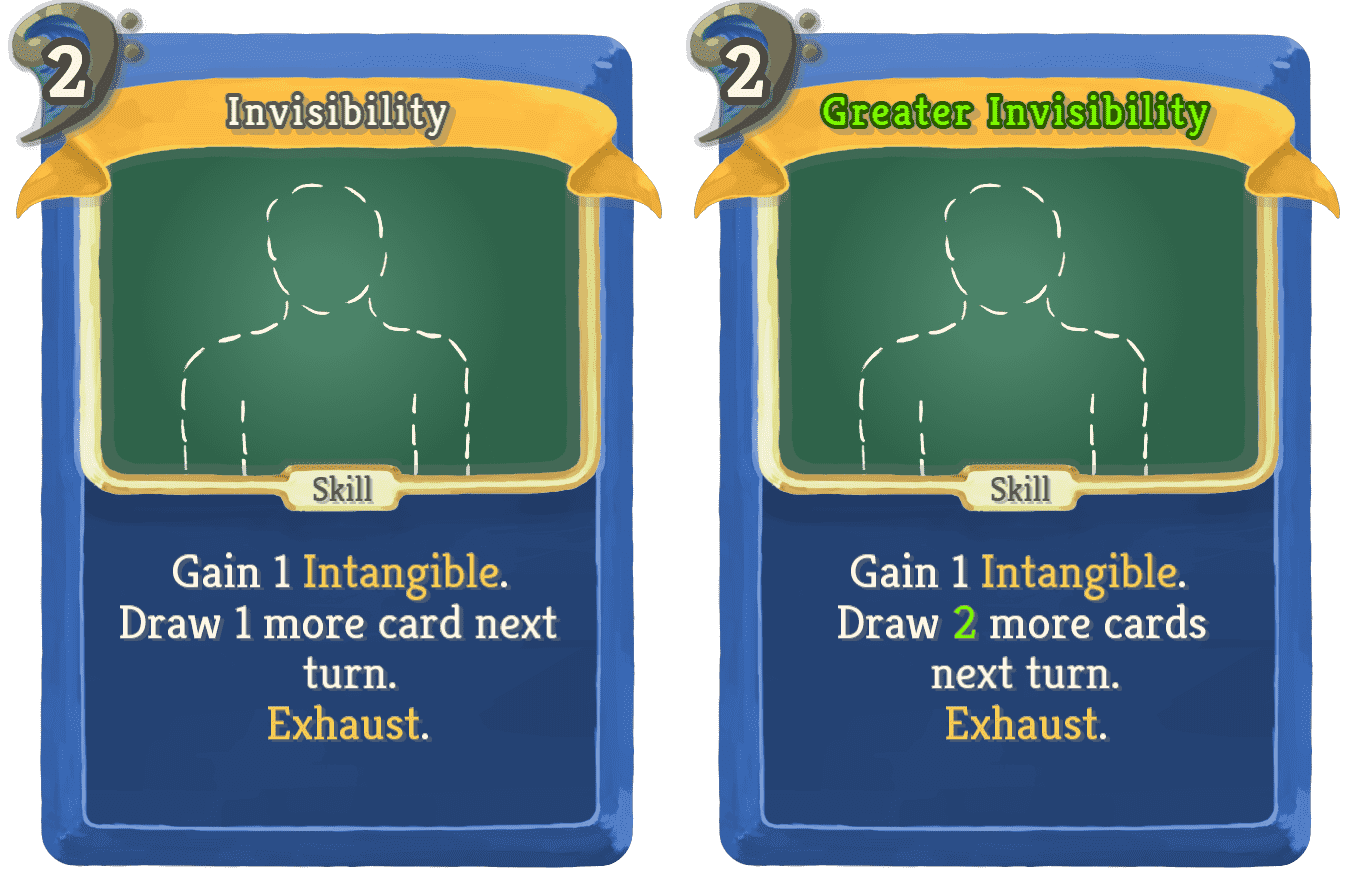 2
Invisibility
Skill
Gain 1 Intangible.
Draw 1 more card next
turn.
Exhaust.
2
Greater Invisibility
Skill
Gain 1 Intangible.
Draw 2 more cards
next turn.
Exhaust.